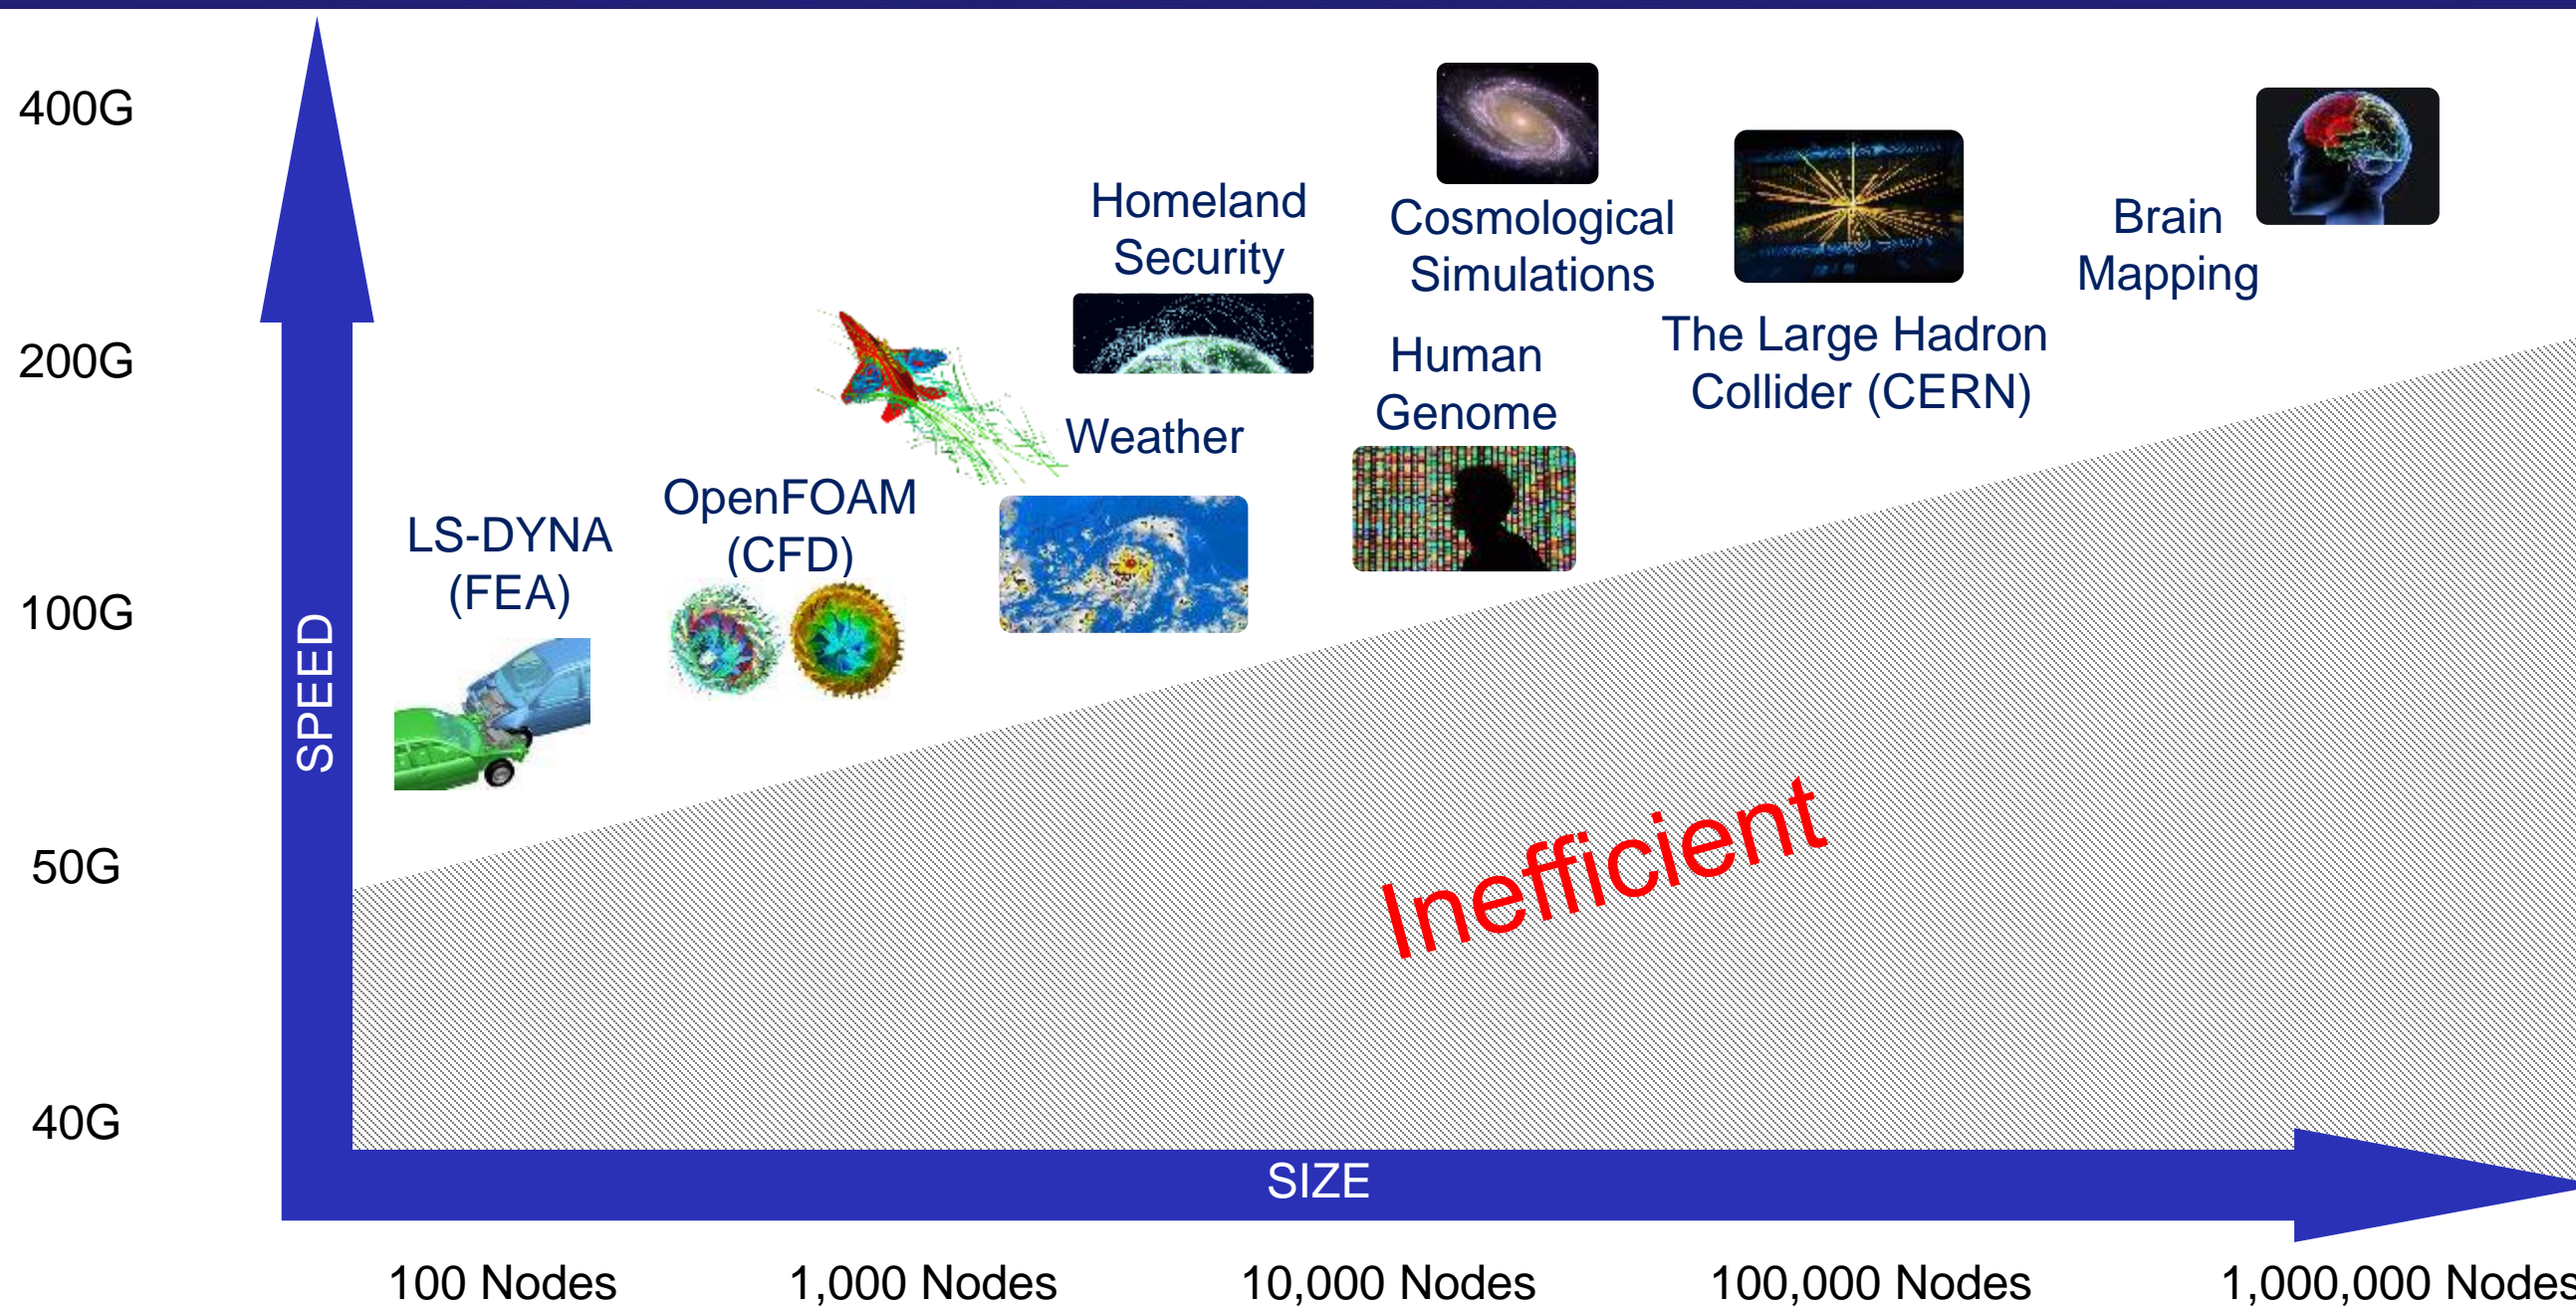 400G
200G
100G
50G
40G
SPEED
LS-DYNA
(FEA)
OpenFOAM
(CFD)
Homeland
Security
Weather
Cosmological
Simulations
Human
Genome
The Large Hadron
Collider (CERN)
Brain
Mapping
Inefficient
SIZE
100 Nodes
1,000 Nodes
10,000 Nodes
100,000 Nodes
1,000,000 Nodes